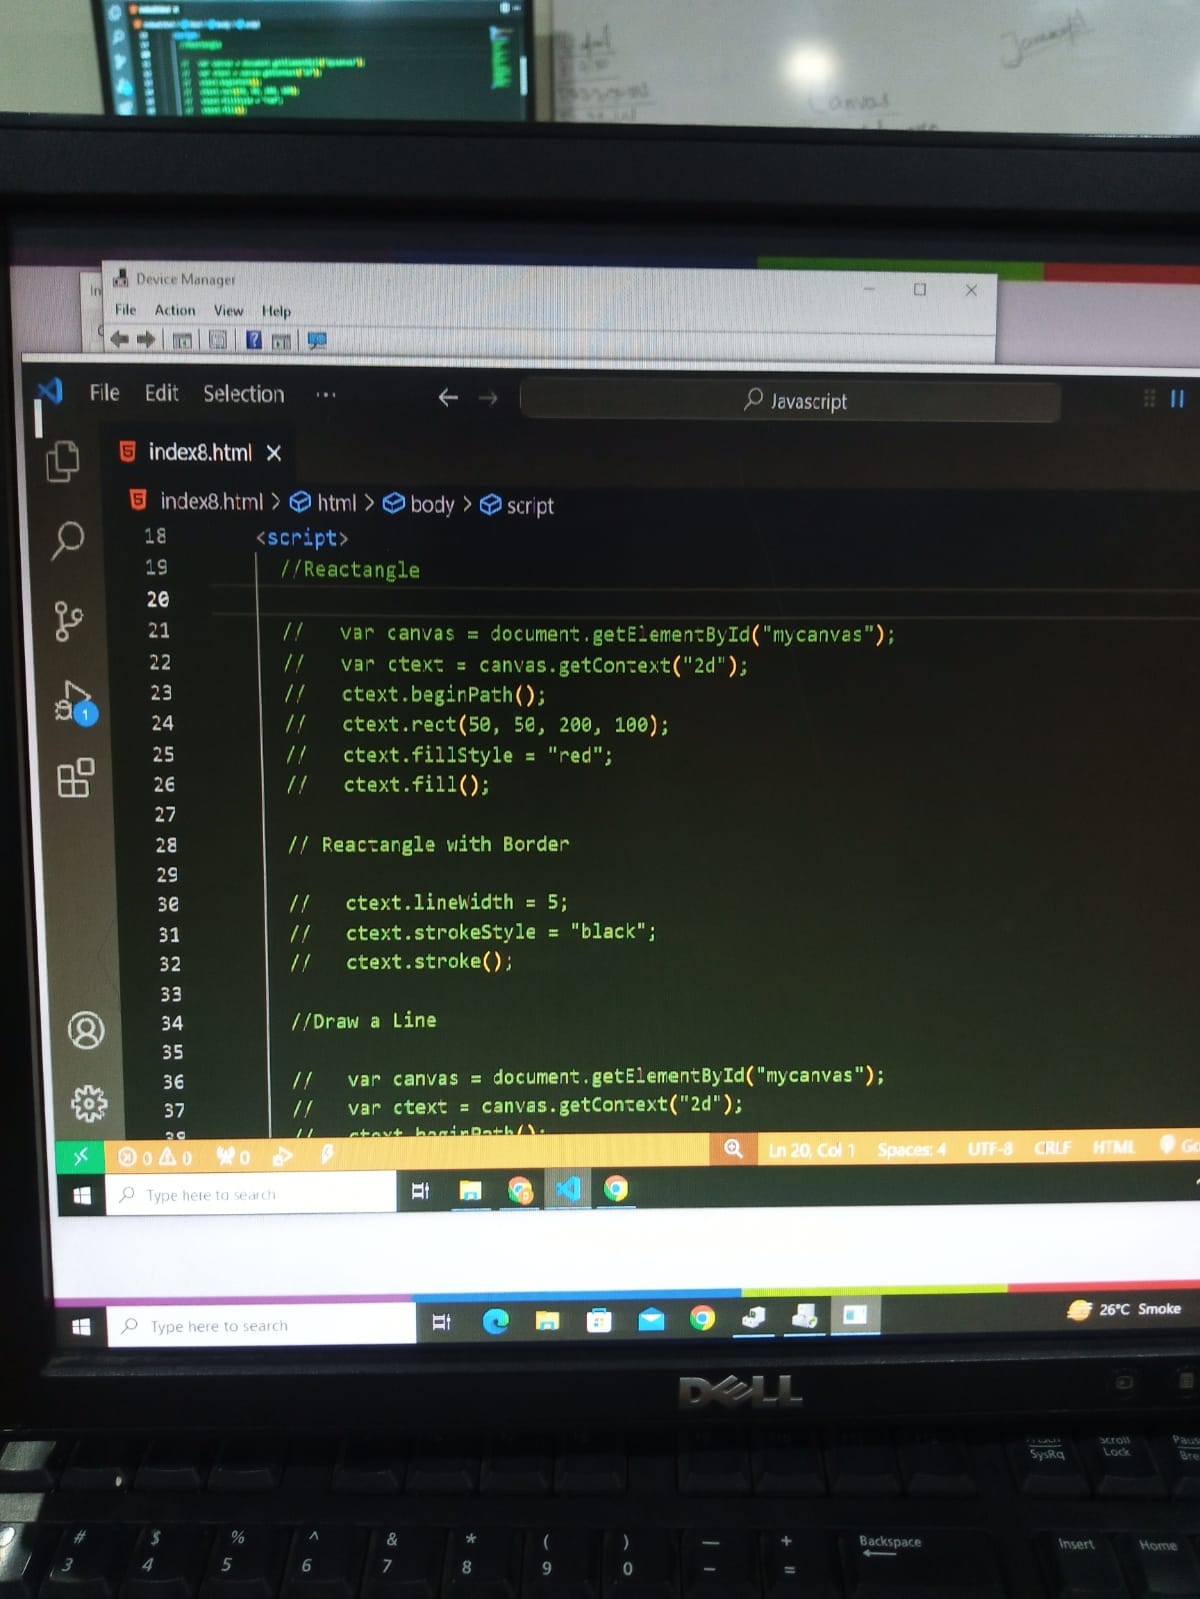 Canvas
Device Manager
File Action View Help
File Edit Selection ... Javascript
index8.html
index8.html > html > body > script
18 <script>
19 //Reactangle
20
21 // var canvas = document.getElementById("mycanvas");
22 // var ctext = canvas.getContext("2d");
23 // ctext.beginPath();
24 // ctext.rect(50, 50, 200, 100);
25 // ctext.fillStyle = "red";
26 // ctext.fill();
27
28 // Reactangle with Border
29
30 // ctext.lineWidth = 5;
31 // ctext.strokeStyle = "black";
32 // ctext.stroke();
33
34 //Draw a Line
35
36 // var canvas = document.getElementById("mycanvas");
37 // var ctext = canvas.getContext("2d");
0 0 0 Ln 20, Col 1 Spaces: 4 UTF-8 CRLF HTML
Type here to search
Type here to search 26°C Smoke
DELL
SysRq Scroll Lock
# $ % ^ & * ( ) — + Backspace Insert Home
3 4 5 6 7 8 9 0 - =